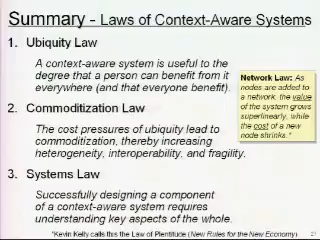 Summary - Laws of Context-Aware Systems
1. Ubiquity Law
A context-aware system is useful to the
degree that a person can benefit from it
everywhere (and that everyone benefit).
Network Law: As
nodes are added to
a network, the value
of the system grows
superlinearly, while
the cost of a new
node shrinks.*
2. Commoditization Law
The cost pressures of ubiquity lead to
commoditization, thereby increasing
heterogeneity, interoperability, and fragility.
3. Systems Law
Successfully designing a component
of a context-aware system requires
understanding key aspects of the whole.
*Kevin Kelly calls this the Law of Plentitude (New Rules for the New Economy)